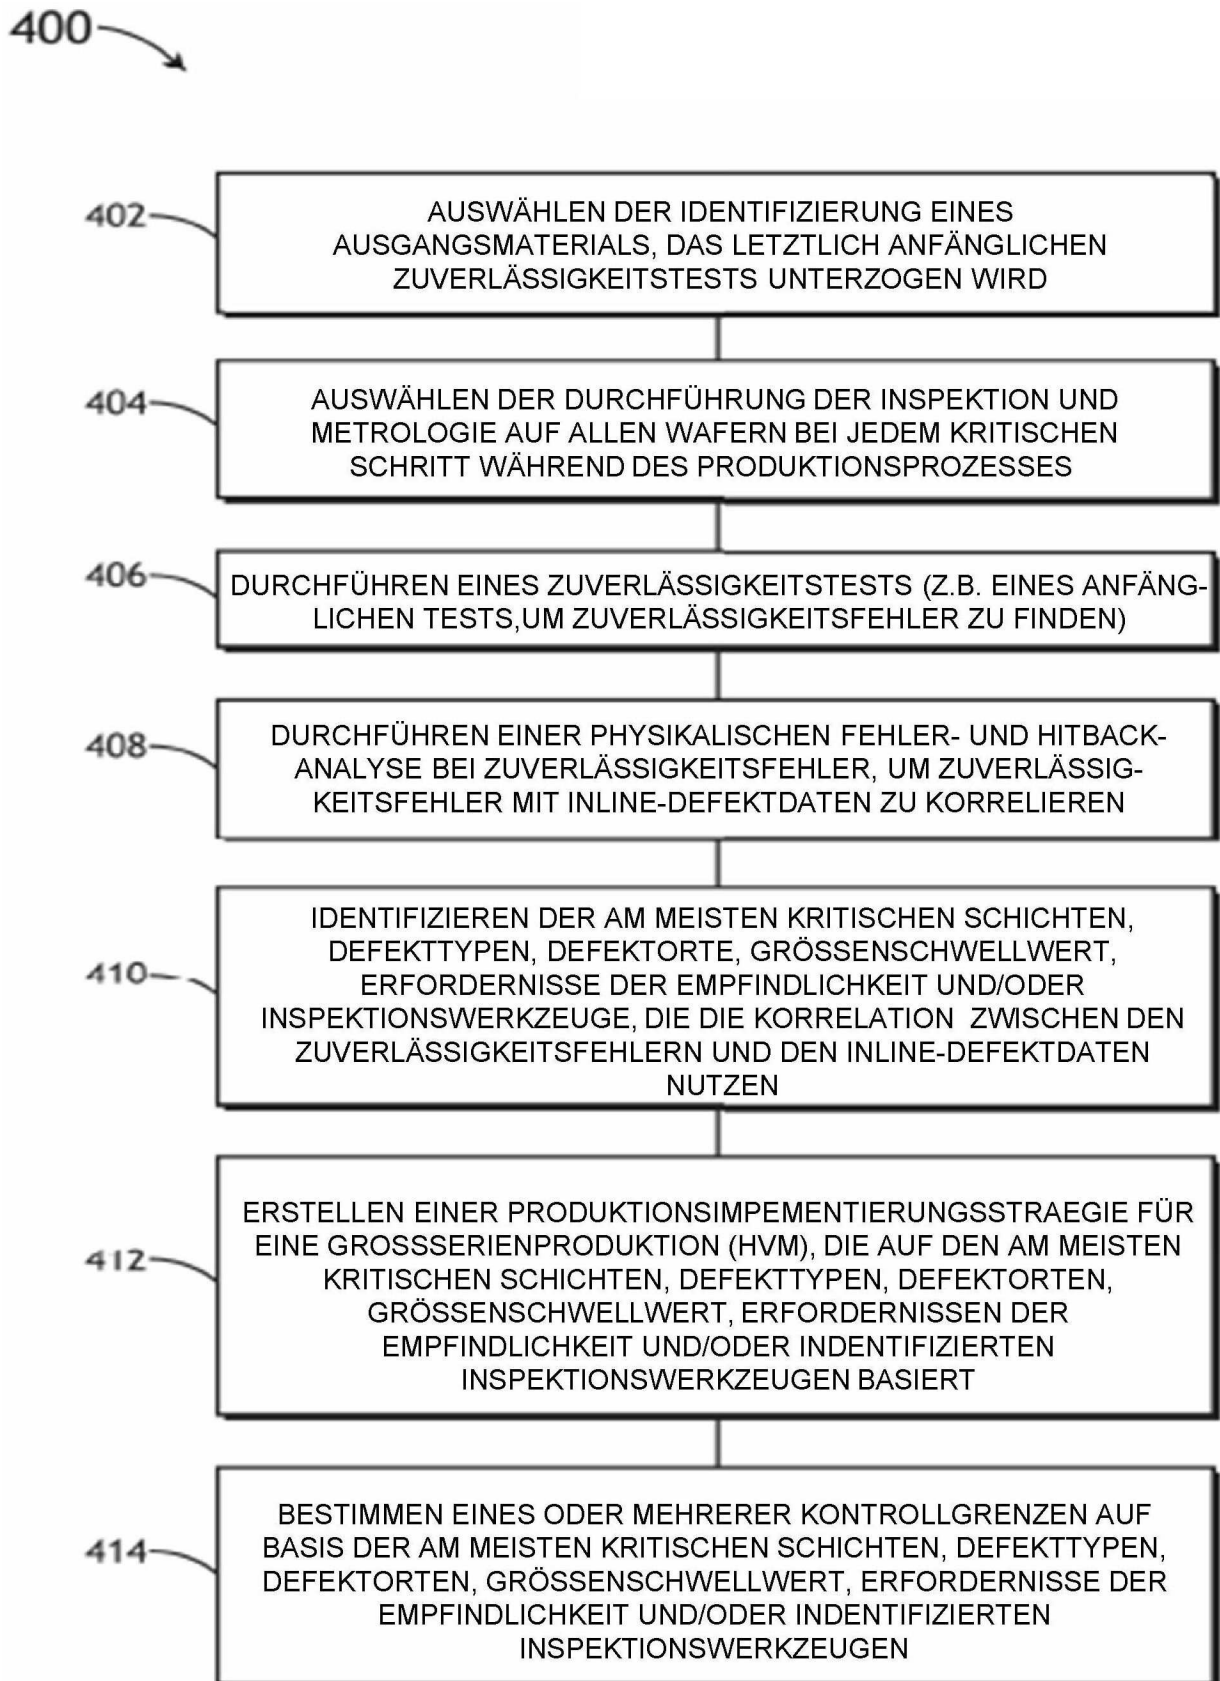 400
402
AUSWÄHLEN DER IDENTIFIZIERUNG EINES
AUSGANGSMATERIALS, DAS LETZTLICH ANFÄNGLICHEN
ZUVERLÄSSIGKEITSTESTS UNTERZOGEN WIRD
404
AUSWÄHLEN DER DURCHFÜHRUNG DER INSPEKTION UND
METROLOGIE AUF ALLEN WAFERN BEI JEDEM KRITISCHEN
SCHRITT WÄHREND DES PRODUKTIONSPROZESSES
406
DURCHFÜHREN EINES ZUVERLÄSSIGKEITSTESTS (Z.B. EINES ANFÄNG-
LICHEN TESTS,UM ZUVERLÄSSIGKEITSFEHLER ZU FINDEN)
408
DURCHFÜHREN EINER PHYSIKALISCHEN FEHLER- UND HITBACK-
ANALYSE BEI ZUVERLÄSSIGKEITSFEHLER, UM ZUVERLÄSSIG-
KEITSFEHLER MIT INLINE-DEFEKTDATEN ZU KORRELIEREN
410
IDENTIFIZIEREN DER AM MEISTEN KRITISCHEN SCHICHTEN,
DEFEKTTYPEN, DEFEKTORTE, GRÖSSENSCHWELLWERT,
ERFORDERNISSE DER EMPFINDLICHKEIT UND/ODER
INSPEKTIONSWERKZEUGE, DIE DIE KORRELATION ZWISCHEN DEN
ZUVERLÄSSIGKEITSFEHLERN UND DEN INLINE-DEFEKTDATEN
NUTZEN
412
ERSTELLEN EINER PRODUKTIONSIMPEMENTIERUNGSSTRAEGIE FÜR
EINE GROSSSERIENPRODUKTION (HVM), DIE AUF DEN AM MEISTEN
KRITISCHEN SCHICHTEN, DEFEKTTYPEN, DEFEKTORTEN,
GRÖSSENSCHWELLWERT, ERFORDERNISSEN DER
EMPFINDLICHKEIT UND/ODER INDENTIFIZIERTEN
INSPEKTIONSWERKZEUGEN BASIERT
414
BESTIMMEN EINES ODER MEHRERER KONTROLLGRENZEN AUF
BASIS DER AM MEISTEN KRITISCHEN SCHICHTEN, DEFEKTTYPEN,
DEFEKTORTEN, GRÖSSENSCHWELLWERT, ERFORDERNISSE DER
EMPFINDLICHKEIT UND/ODER INDENTIFIZIERTEN
INSPEKTIONSWERKZEUGEN